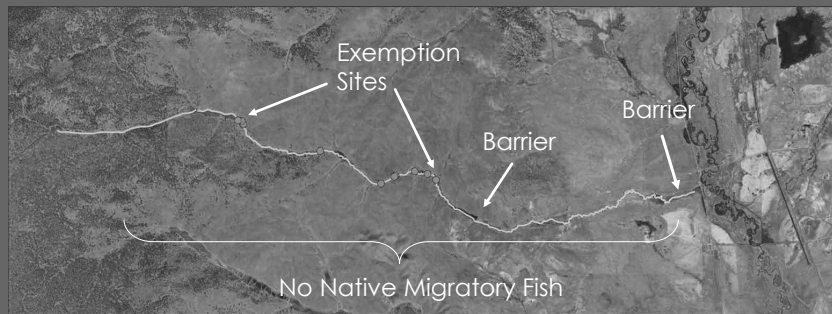 Exemption
Sites
Barrier
Barrier
No Native Migratory Fish